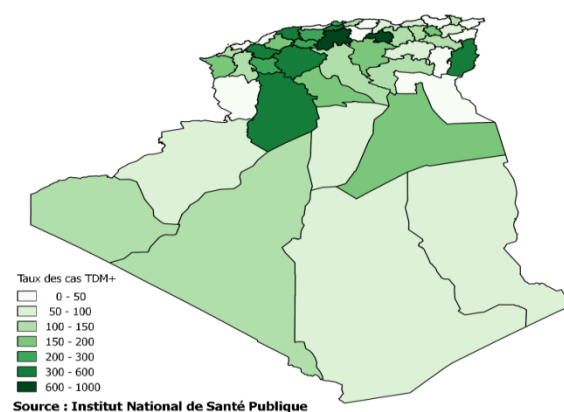 Taux des cas TDM+
0 - 50
50 - 100
100 - 150
150 - 200
200 - 300
300 - 600
600 - 1000
Source : Institut National de Santé Publique